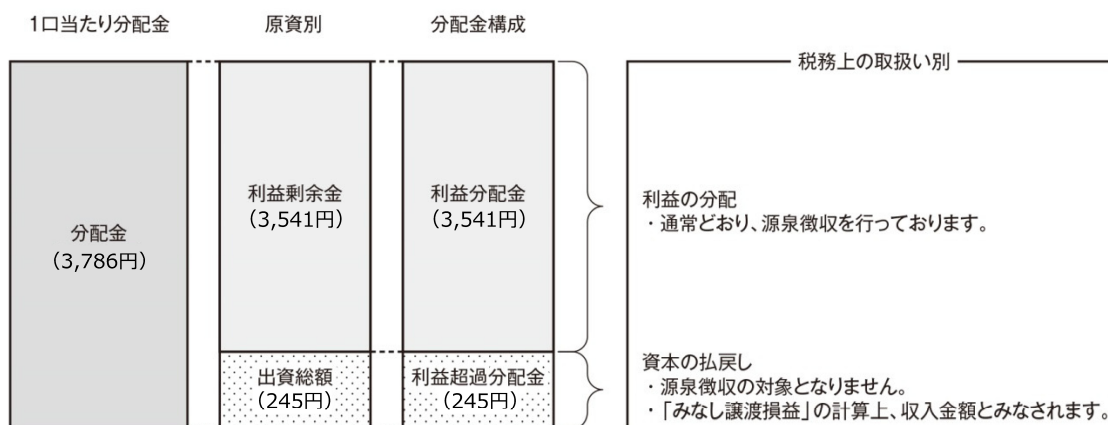 1口当たり分配金
原資別
分配金構成
税務上の取扱い別
分配金
（3,786円）
利益剰余金
（3,541円）
利益分配金
（3,541円）
利益の分配
・通常どおり、源泉徴収を行っております。
出資総額
（245円）
利益超過分配金
（245円）
資本の払戻し
・源泉徴収の対象となりません。
・「みなし譲渡損益」の計算上、収入金額とみなされます。